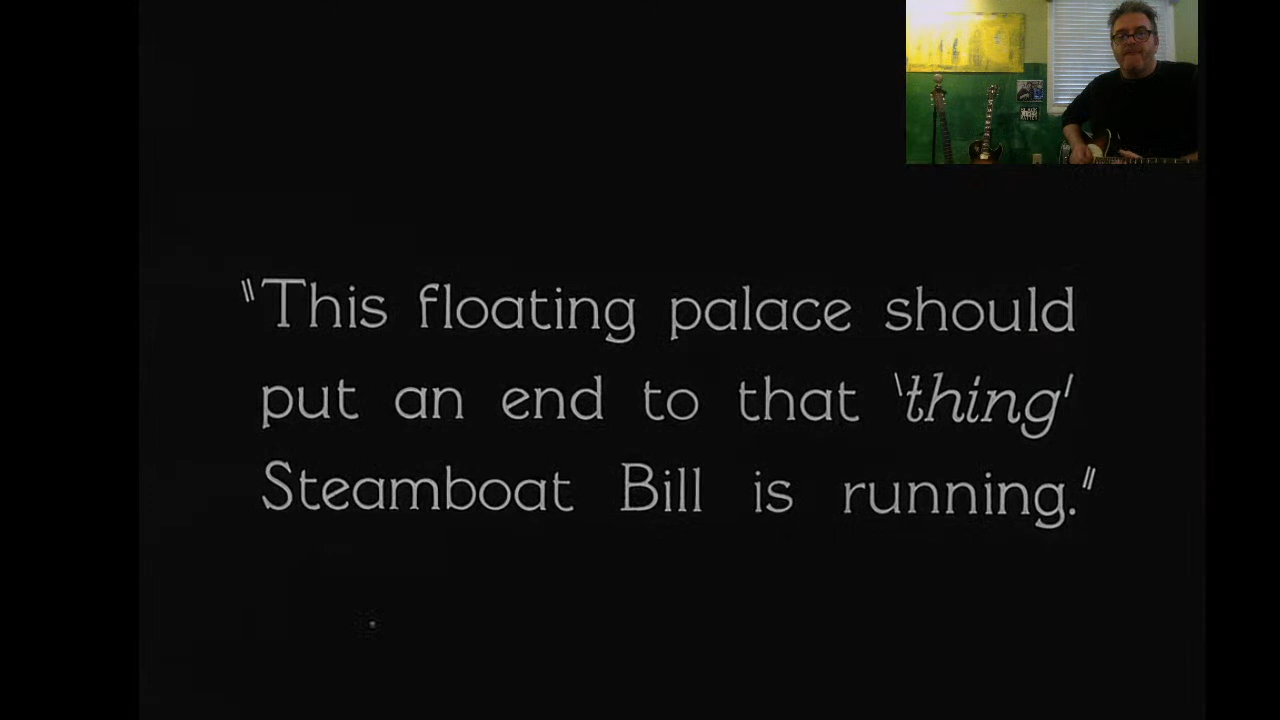 "This floating palace should
put an end to that 'thing'
Steamboat Bill is running."